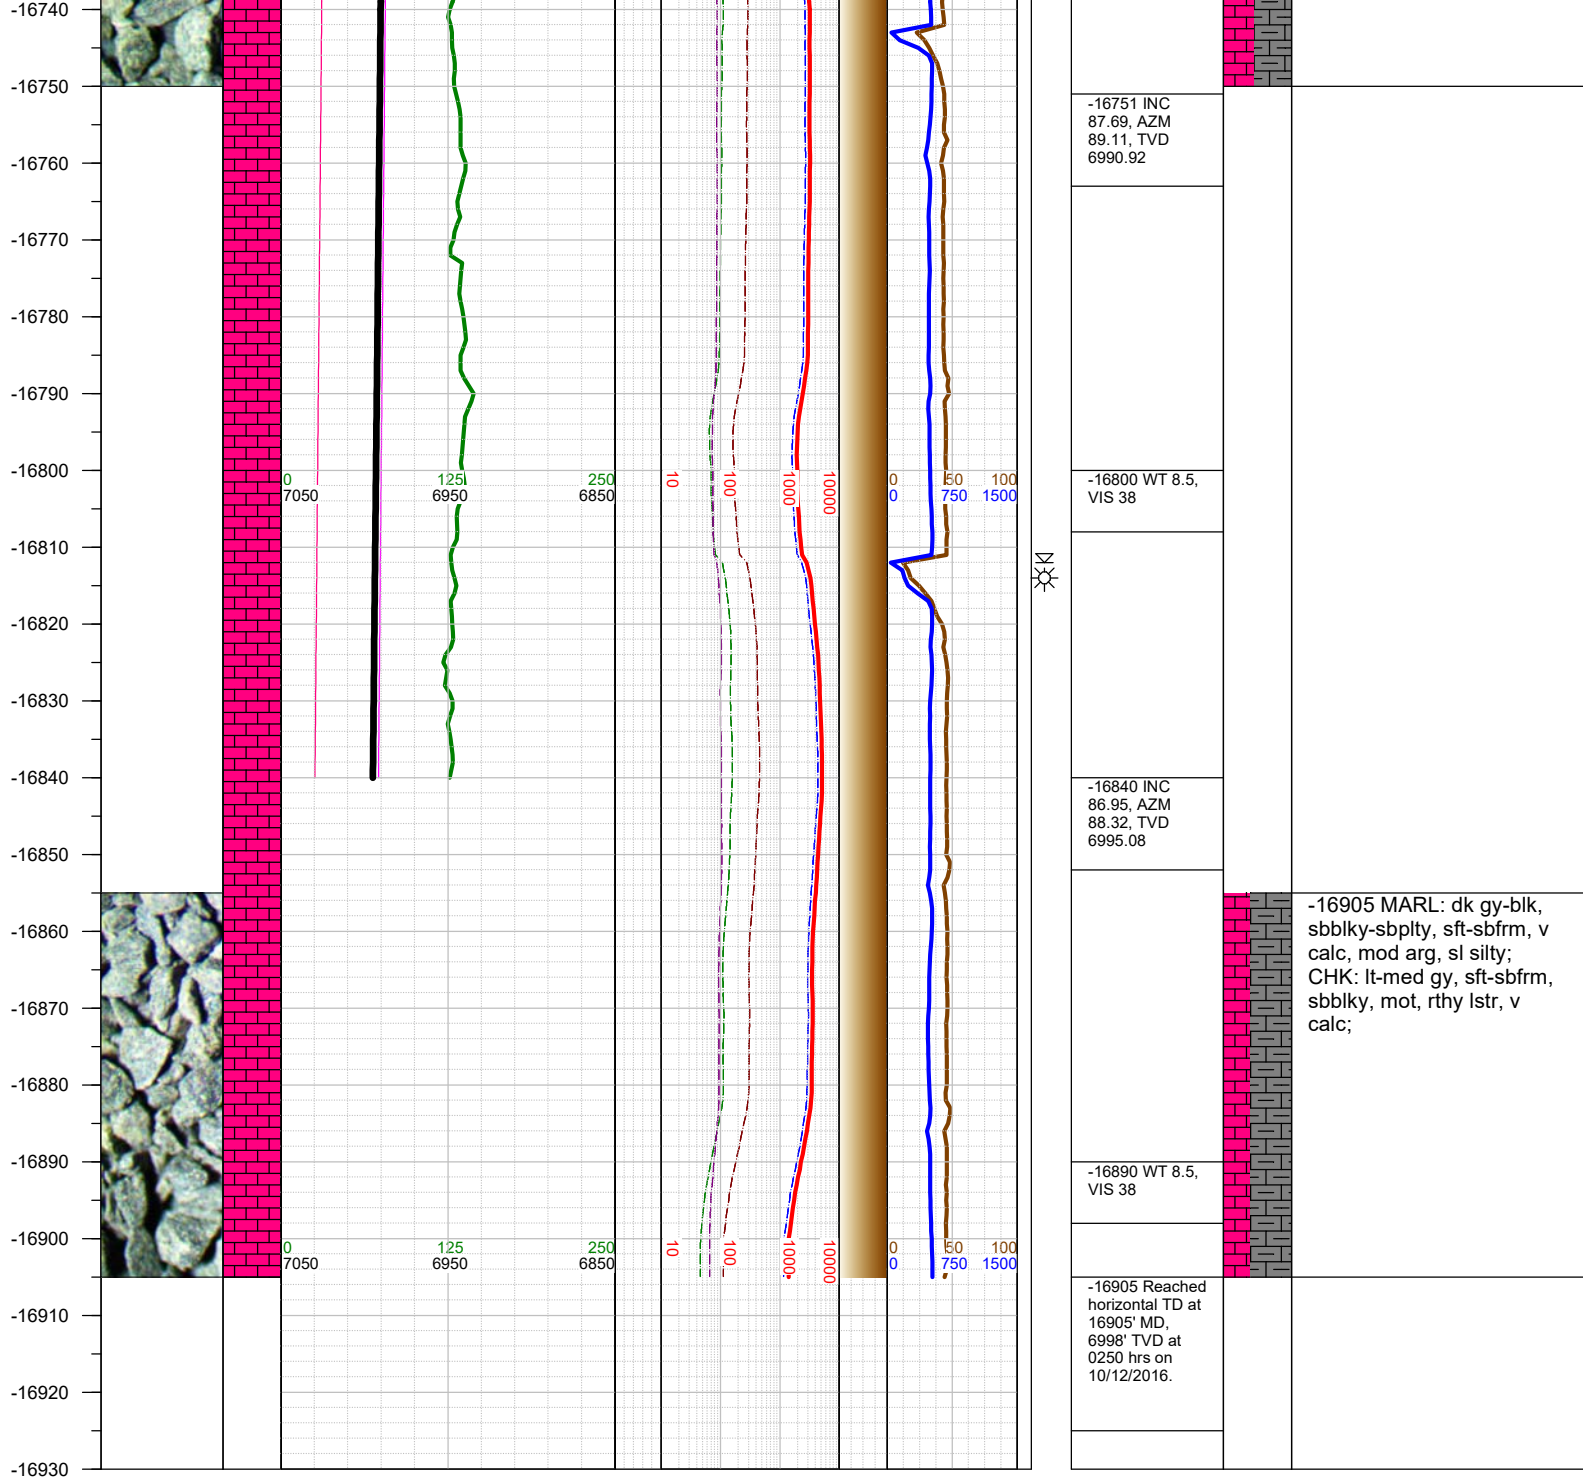 -16740
-16750
-16751 INC
87.69, AZM
89.11, TVD
6990.92
-16760
-16770
-16780
-16790
-16800
0 125 250
7050 6950 6850
10 100 1000 10000
0 50 100
0 750 1500
-16800 WT 8.5,
VIS 38
-16810
-16820
-16830
-16840
-16840 INC
86.95, AZM
88.32, TVD
6995.08
-16850
-16860
-16870
-16880
-16905 MARL: dk gy-blk,
sbblky-sbplty, sft-sbfrm, v
calc, mod arg, sl silty;
CHK: lt-med gy, sft-sbfrm,
sbblky, mot, rthy lstr, v
calc;
-16890
-16890 WT 8.5,
VIS 38
-16900
0 125 250
7050 6950 6850
10 100 1000 10000
0 50 100
0 750 1500
-16905 Reached
horizontal TD at
16905' MD,
6998' TVD at
0250 hrs on
10/12/2016.
-16910
-16920
-16930